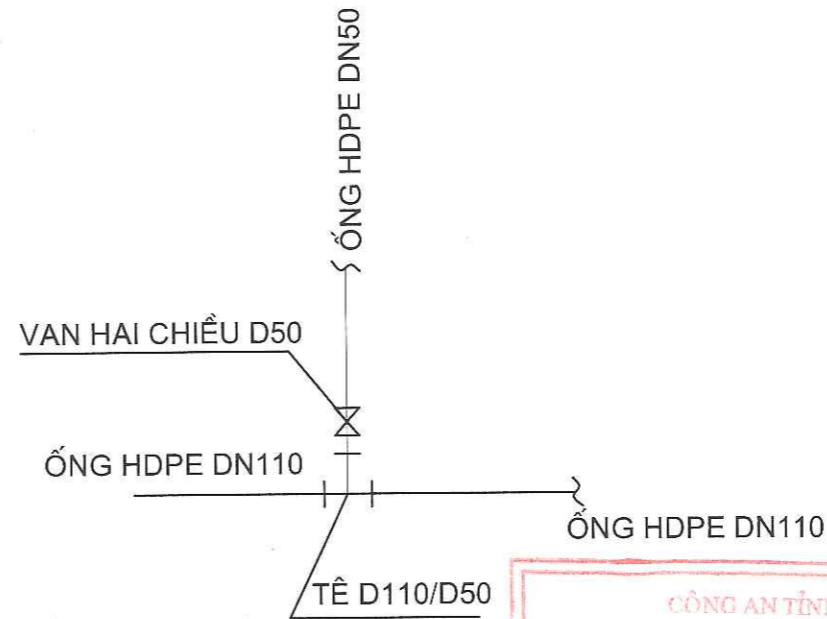 ỐNG HDPE DN50
VAN HAI CHIỀU D50
ỐNG HDPE DN110
ỐNG HDPE DN110
TÊ D110/D50
CÔNG AN TỈNH